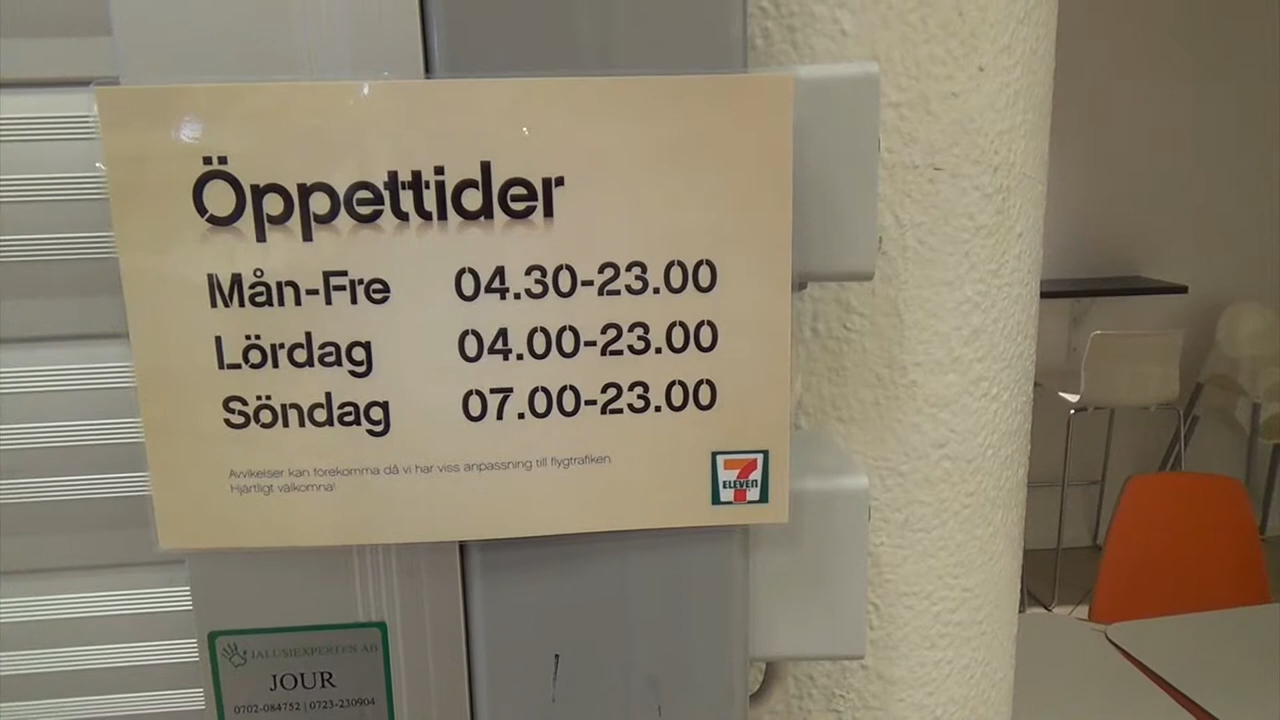 Öppettider
Mån-Fre 04.30-23.00
Lördag 04.00-23.00
Söndag 07.00-23.00
Avvikelser kan förekomma då vi har viss anpassning till flygtrafiken.
Hjärtligt välkomna!
7
ELEVEN
JALUSIEXPERTEN AB
JOUR
0702-084752 | 0723-230904